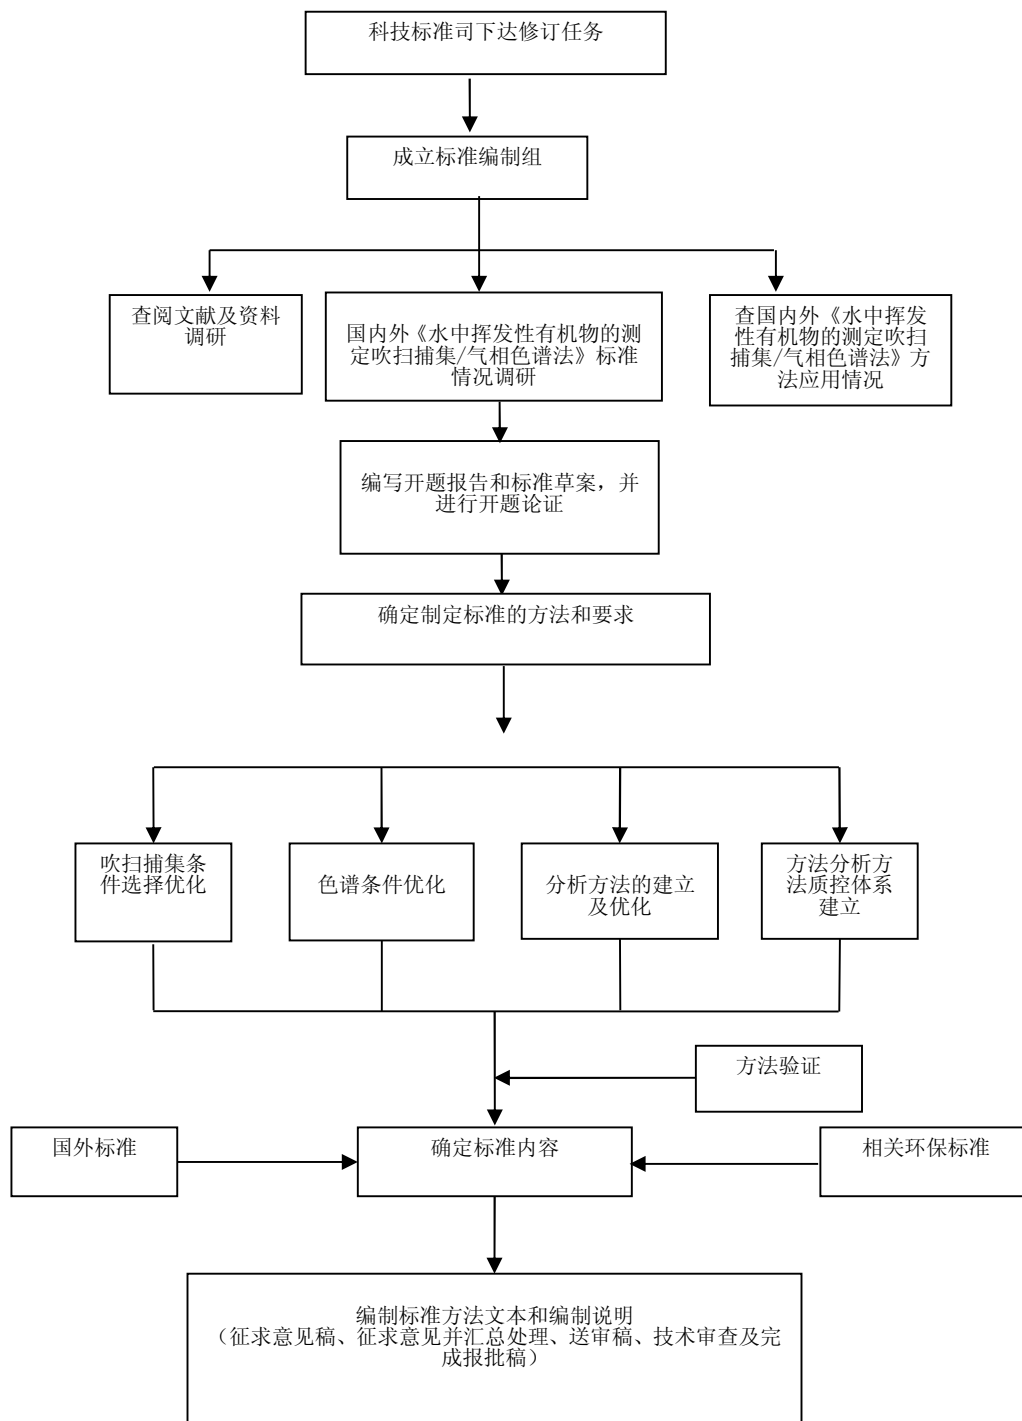 科技标准司下达修订任务
成立标准编制组
查阅文献及资料
调研
国内外《水中挥发性有机物的测
定吹扫捕集/气相色谱法》标准
情况调研
查国内外《水中挥发
性有机物的测定吹扫
捕集/气相色谱法》方
法应用情况
编写开题报告和标准草案，并
进行开题论证
确定制定标准的方法和要求
吹扫捕集条
件选择优化
色谱条件优化
分析方法的建立
及优化
方法分析方
法质控体系
建立
方法验证
国外标准
确定标准内容
相关环保标准
编制标准方法文本和编制说明
（征求意见稿、征求意见并汇总处理、送审稿、技术审查及完
成报批稿）